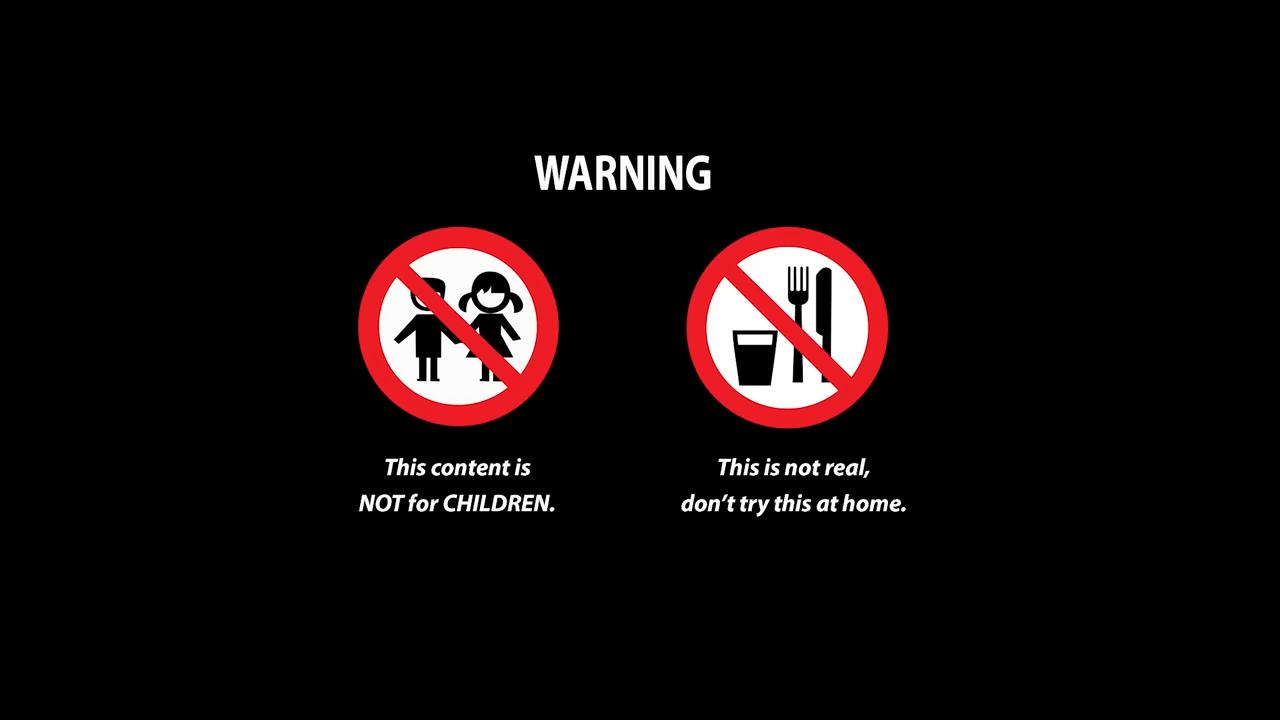 WARNING
This content is
NOT for CHILDREN.
This is not real,
don't try this at home.